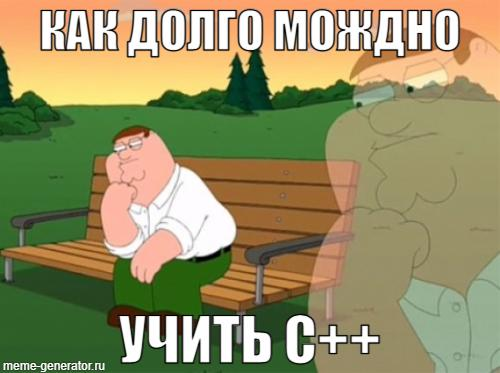 КАК ДОЛГО МОЖДНО
УЧИТЬ C++
meme-generator.ru